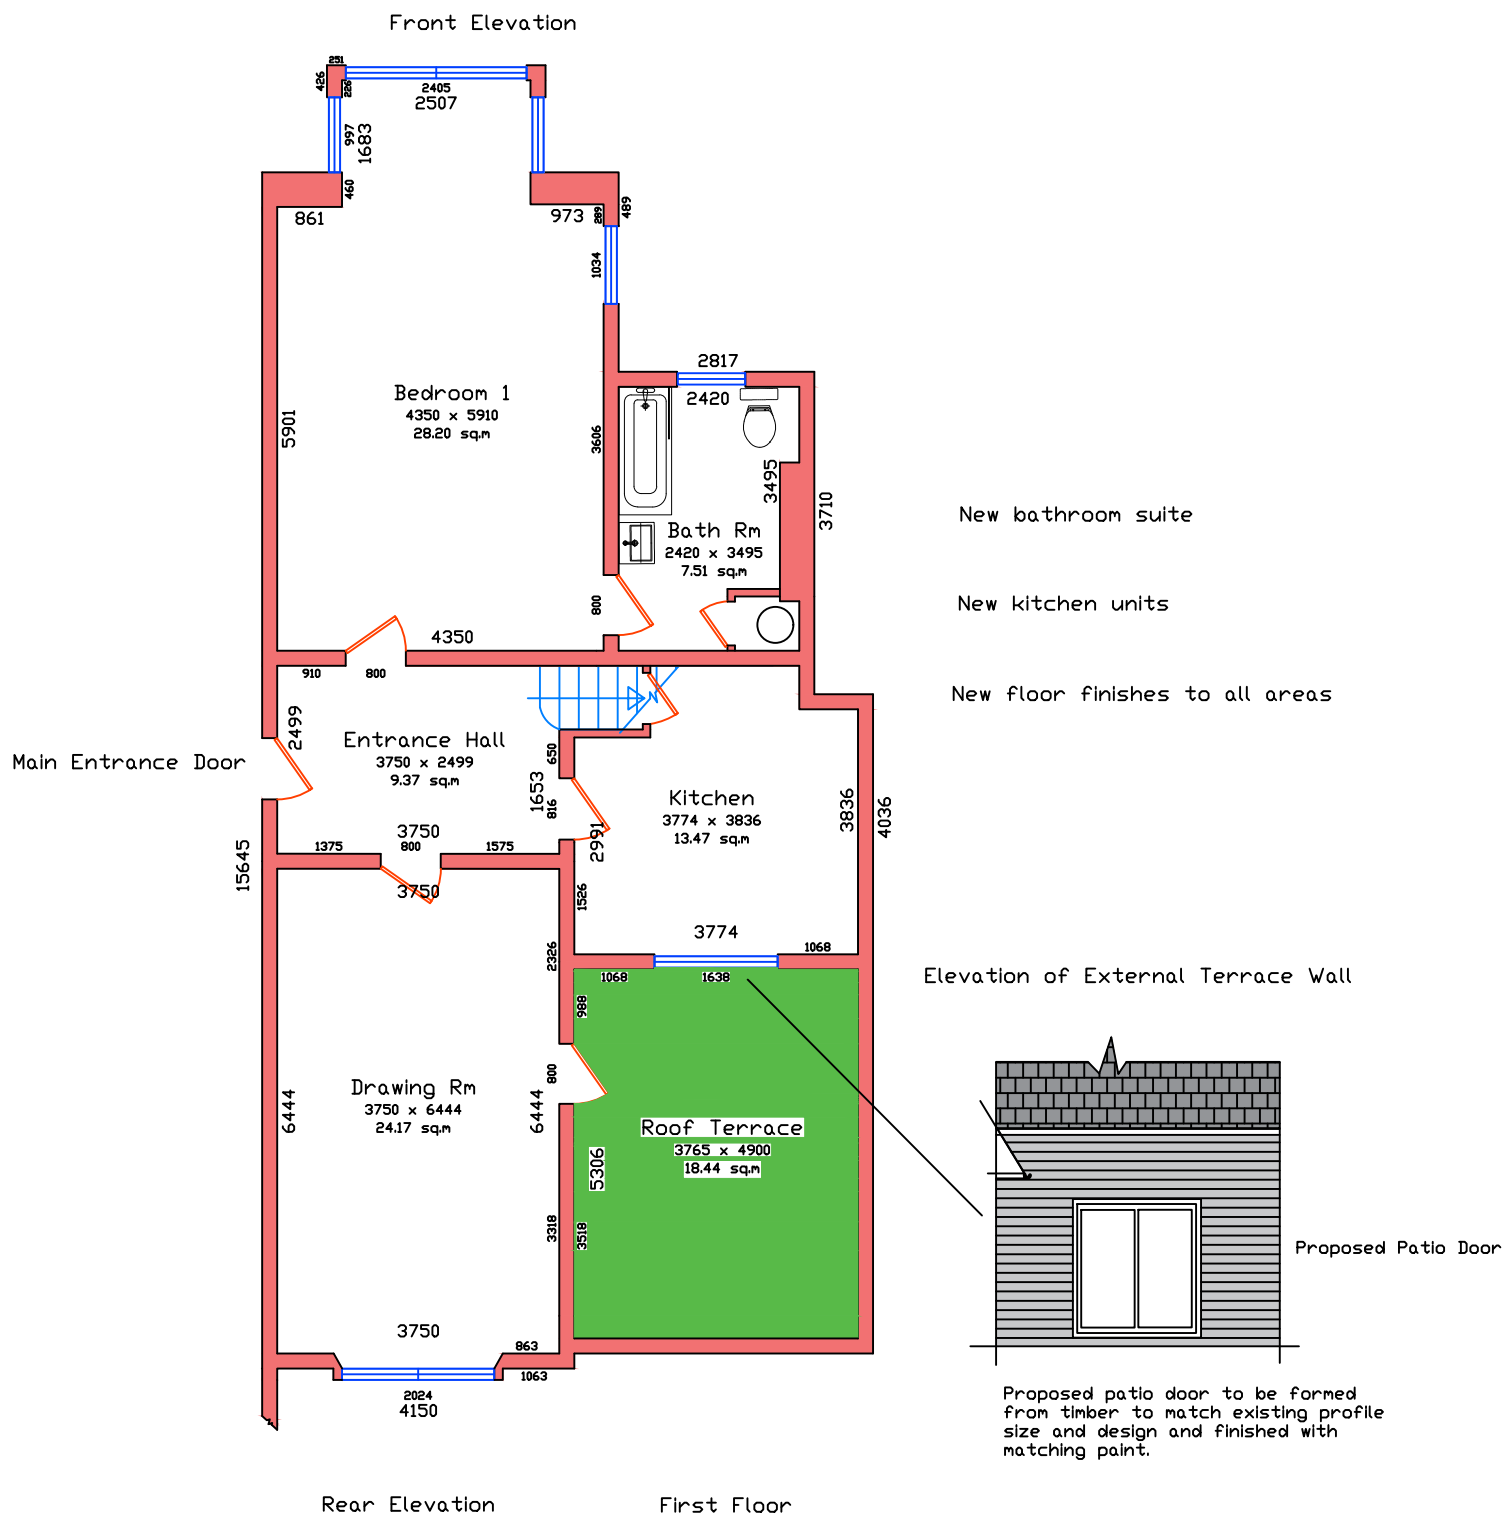 Front Elevation
251
426
226
2405
2507
997
1683
460
861
973
289
489
1034
2817
2420
Bedroom 1
4350 x 5910
28.20 sq.m
5901
3606
3495
3710
New bathroom suite
Bath Rm
2420 x 3495
7.51 sq.m
New kitchen units
800
4350
910
800
New floor finishes to all areas
2499
Entrance Hall
3750 x 2499
9.37 sq.m
Main Entrance Door
650
1653
816
Kitchen
3774 x 3836
13.47 sq.m
3836
4036
2991
3750
1375
800
1575
15645
3750
1526
3774
1068
2326
1068
1638
988
Elevation of External Terrace Wall
800
Drawing Rm
3750 x 6444
24.17 sq.m
6444
6444
Roof Terrace
3765 x 4900
18.44 sq.m
5306
3318
3518
Proposed Patio Door
3750
863
1063
2024
4150
Proposed patio door to be formed
from timber to match existing profile
size and design and finished with
matching paint.
Rear Elevation
First Floor